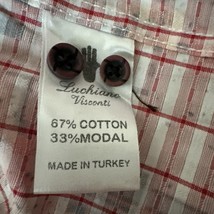 Luchiano
Visconti
67% COTTON
33%MODAL
MADE IN TURKEY